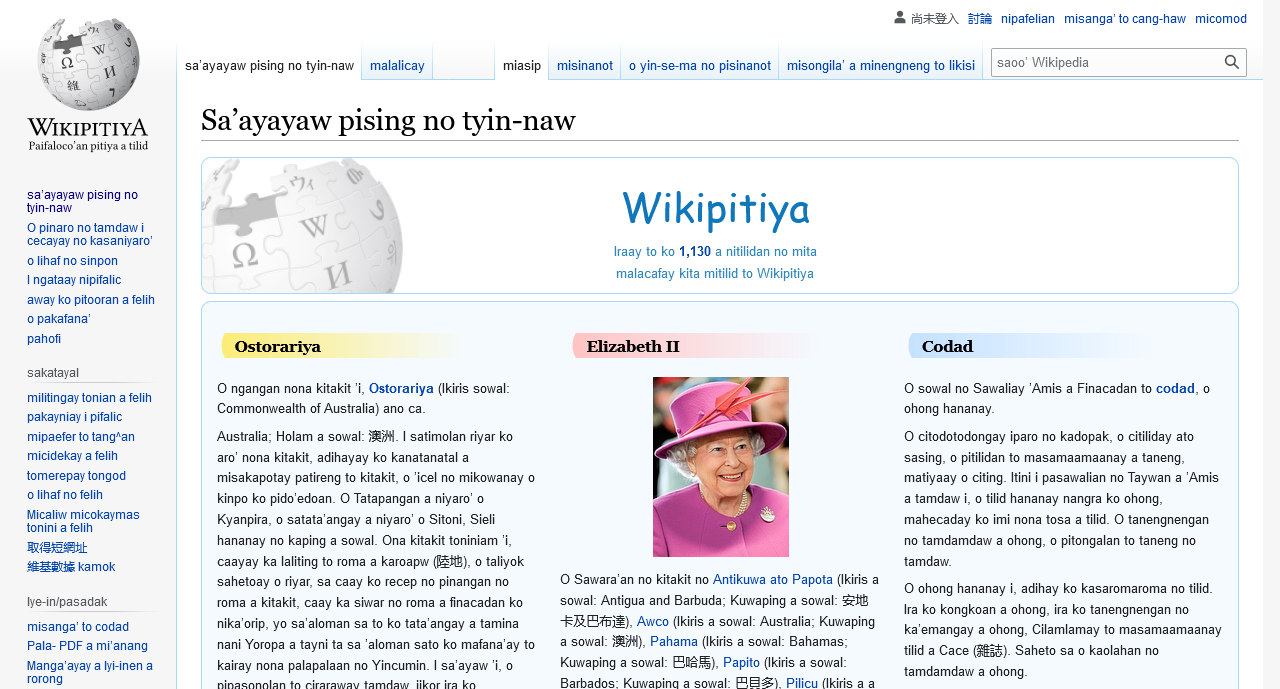 尚未登入 討論 nipafelian misanga' to cang-haw micomod
sa'ayayaw pising no tyin-naw malalicay miasip misinanot o yin-se-ma no pisinanot misongila' a minengneng to likisi saoo' Wikipedia
WIKIPITIYA
Paifaloco'an pitiya a tilid
sa'ayayaw pising no
tyin-naw
O pinaro no tamdaw i
cecayay no kasaniyaro'
o lihaf no sinpon
I ngataay nipifalic
away ko pitooran a felih
o pakafana'
pahofi
sakatayal
militingay tonian a felih
pakayniay i pifalic
mipaefer to tang^an
micidekay a felih
tomerepay tongod
o lihaf no felih
Micaliw micokaymas
tonini a felih
取得短網址
維基數據 kamok
lye-in/pasadak
misanga' to codad
Pala- PDF a mi'anang
Manga'ayay a lyi-inen a
rorong
Sa'ayayaw pising no tyin-naw
Wikipitiya
Iraay to ko 1,130 a nitilidan no mita
malacafay kita mitilid to Wikipitiya
Ostorariya
O ngangan nona kitakit 'i, Ostorariya (Ikiris sowal:
Commonwealth of Australia) ano ca.
Australia; Holam a sowal: 澳洲. I satimolan riyar ko
aro' nona kitakit, adihayay ko kanatanatal a
misakapotay patireng to kitakit, o 'icel no mikowanay o
kinpo ko pido'edoan. O Tatapangan a niyaro' o
Kyanpira, o satata'angay a niyaro' o Sitoni, Sieli
hananay no kaping a sowal. Ona kitakit toniniam 'i,
caayay ka laliting to roma a karoapw (陸地), o taliyok
sahetoay o riyar, sa caay ko recep no pinangan no
roma a kitakit, caay ka siwar no roma a finacadan ko
nika'orip, yo sa'aloman sa to ko tata'angay a tamina
nani Yoropa a tayni ta sa 'aloman sato ko mafana'ay to
kairay nona palapalaan no Yincumin. I sa'ayaw 'i, o
pipasonolan to ciraraway tamdaw, iikor ira ko
Elizabeth II
O Sawara'an no kitakit no Antikuwa ato Papota (Ikiris a
sowal: Antigua and Barbuda; Kuwaping a sowal: 安地
卡及巴布達), Awco (Ikiris a sowal: Australia; Kuwaping
a sowal: 澳洲), Pahama (Ikiris a sowal: Bahamas;
Kuwaping a sowal: 巴哈馬), Papito (Ikiris a sowal:
Barbados; Kuwaping a sowal: 巴貝多), Pilicu (Ikiris a a
Codad
O sowal no Sawaliay 'Amis a Finacadan to codad, o
ohong hananay.
O citodotodongay iparo no kadopak, o citiliday ato
sasing, o pitilidan to masamaamaanay a taneng,
matiyaay o citing. Itini i pasawalian no Taywan a 'Amis
a tamdaw i, o tilid hananay nangra ko ohong,
mahecaday ko imi nona tosa a tilid. O tanengnengan
no tamdamdaw a ohong, o pitongalan to taneng no
tamdaw.
O ohong hananay i, adihay ko kasaromaroma no tilid.
Ira ko kongkoan a ohong, ira ko tanengnengan no
ka'emangay a ohong, Cilamlamay to masamaamaanay
tilid a Cace (雜誌). Saheto sa o kaolahan no
tamdamdaw a ohong.